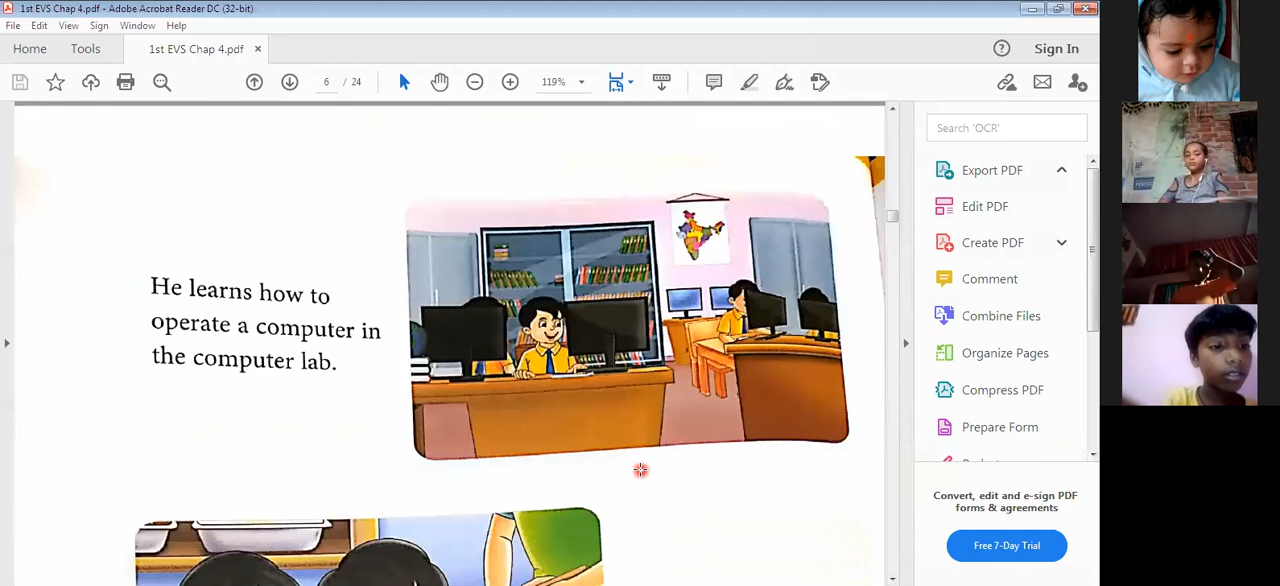 1st EVS Chap 4.pdf - Adobe Acrobat Reader DC (32-bit)
File Edit View Sign Window Help
Home Tools 1st EVS Chap 4.pdf × Sign In
6 / 24 119%
He learns how to
operate a computer in
the computer lab.
Search 'OCR'
Export PDF
Edit PDF
Create PDF
Comment
Combine Files
Organize Pages
Compress PDF
Prepare Form
Convert, edit and e-sign PDF
forms & agreements
Free 7-Day Trial